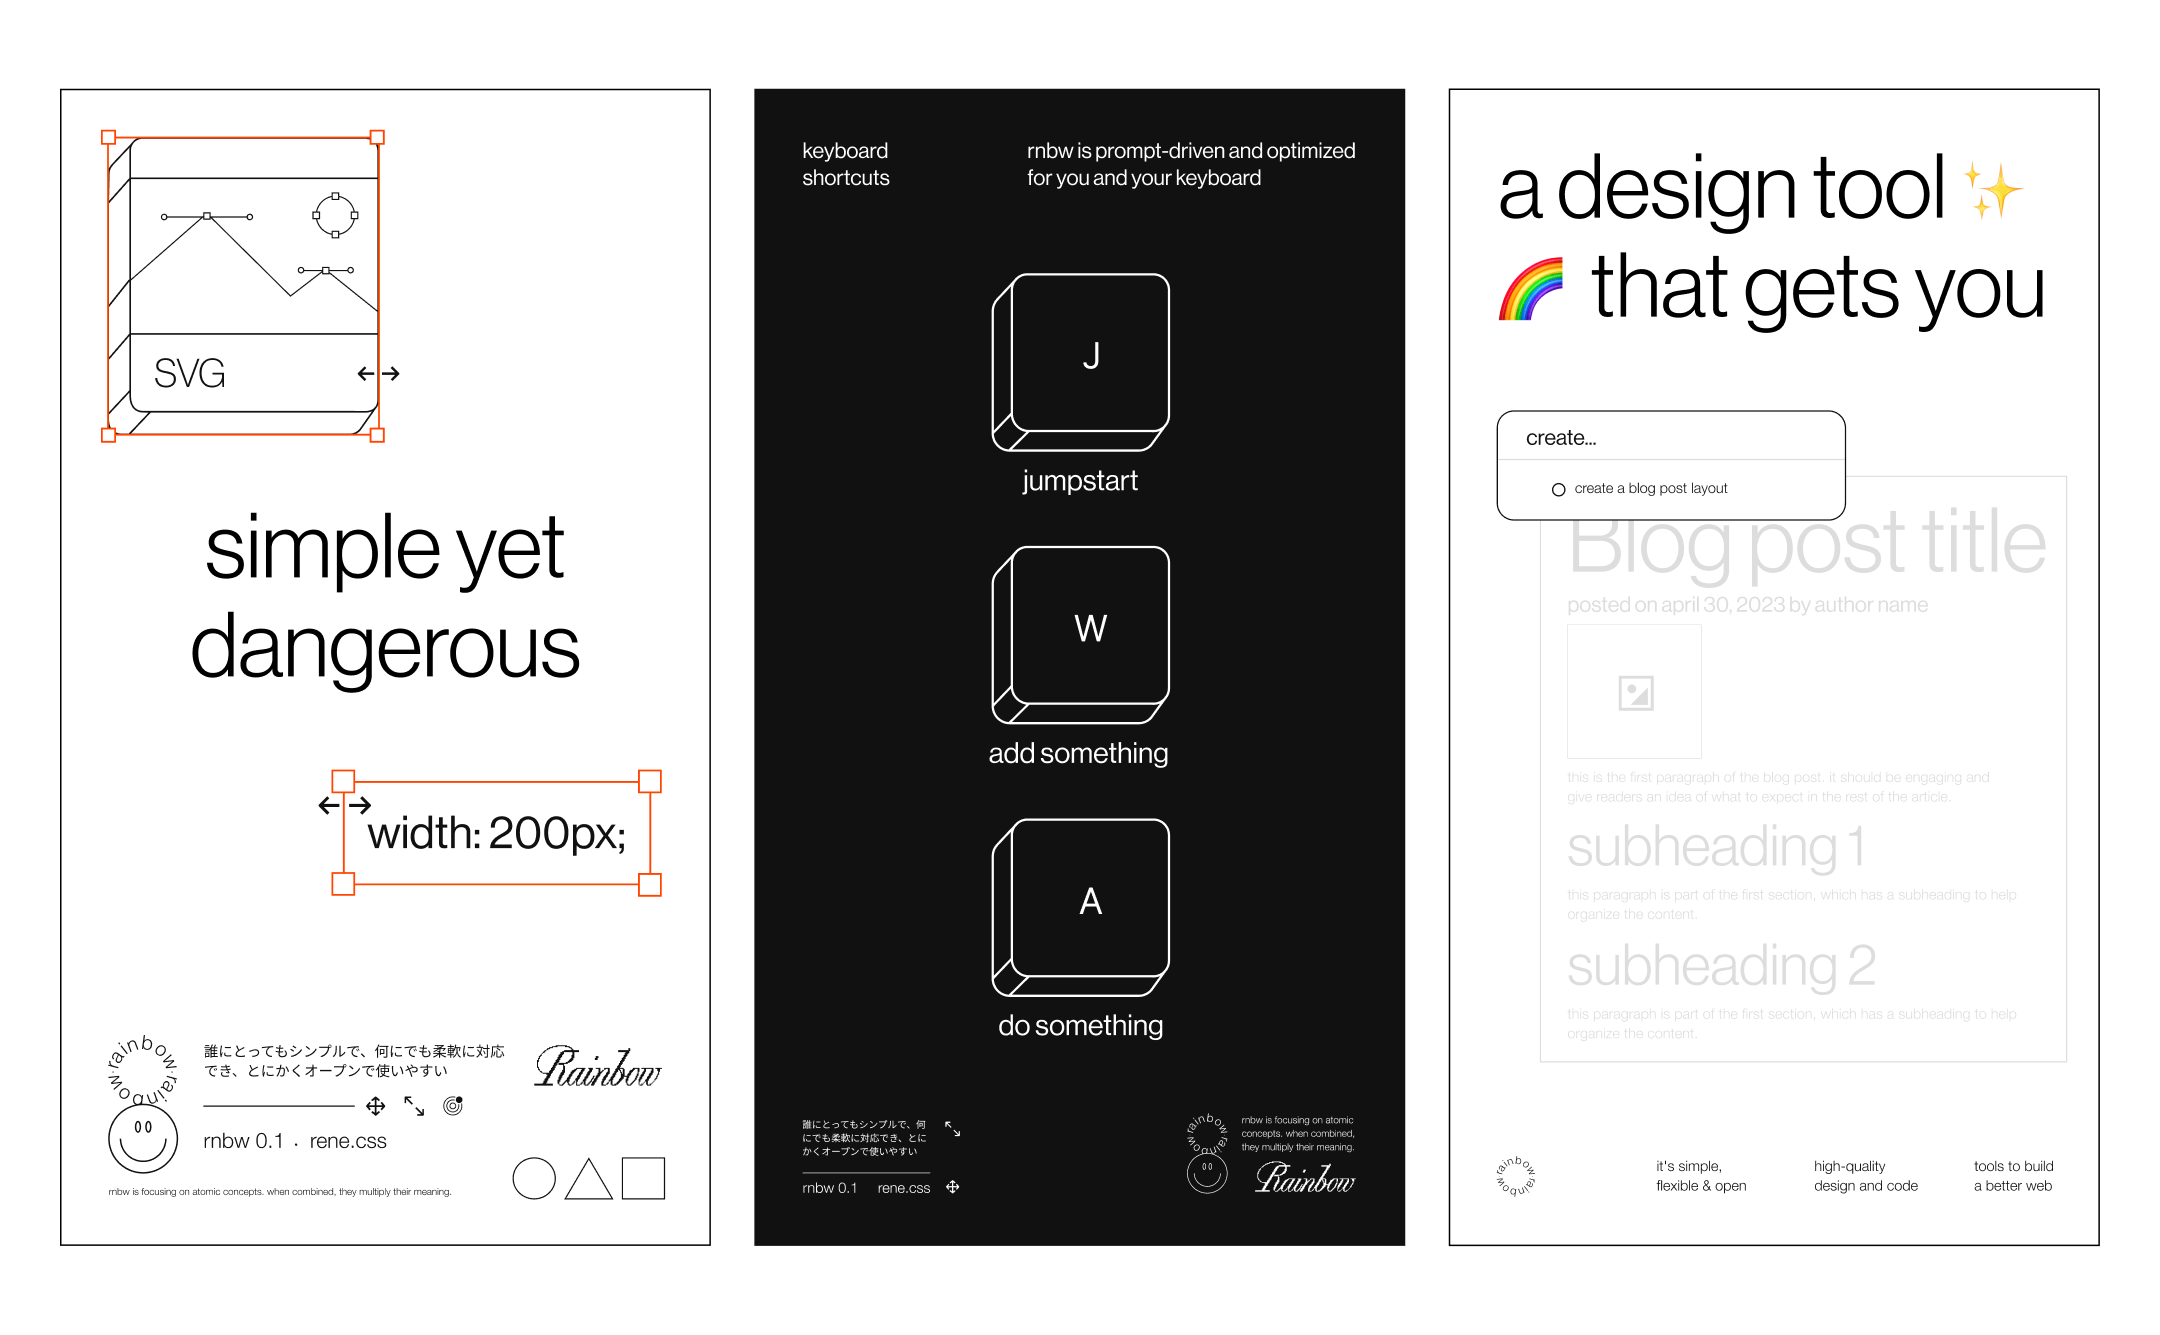 SVG
simple yet
dangerous
width: 200px;
rainbow·rainbow·
誰にとってもシンプルで、何にでも柔軟に対応
でき、とにかくオープンで使いやすい
Rainbow
rnbw 0.1 · rene.css
rnbw is focusing on atomic concepts. when combined, they multiply their meaning.
keyboard
shortcuts
rnbw is prompt-driven and optimized
for you and your keyboard
J
jumpstart
W
add something
A
do something
誰にとってもシンプルで、何
にでも柔軟に対応でき、とに
かくオープンで使いやすい
rnbw 0.1 rene.css
rainbow·rainbow·
rnbw is focusing on atomic
concepts. when combined,
they multiply their meaning.
Rainbow
a design tool ✨
🌈 that gets you
create...
create a blog post layout
Blog post title
posted on april 30, 2023 by author name
this is the first paragraph of the blog post. it should be engaging and
give readers an idea of what to expect in the rest of the article.
subheading 1
this paragraph is part of the first section, which has a subheading to help
organize the content.
subheading 2
this paragraph is part of the first section, which has a subheading to help
organize the content.
rainbow·rainbow·
it's simple,
flexible & open
high-quality
design and code
tools to build
a better web